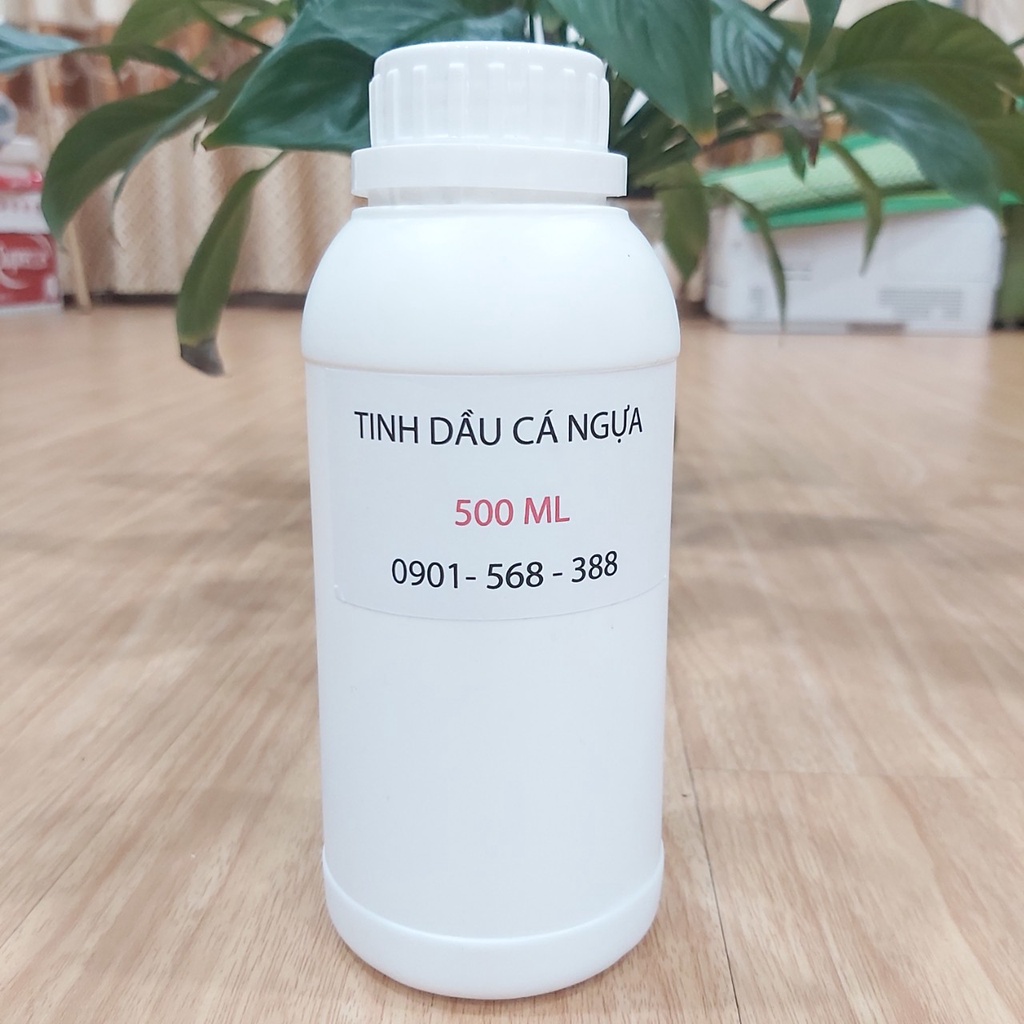 TINH DẦU CÁ NGỰA
500 ML
0901- 568 - 388